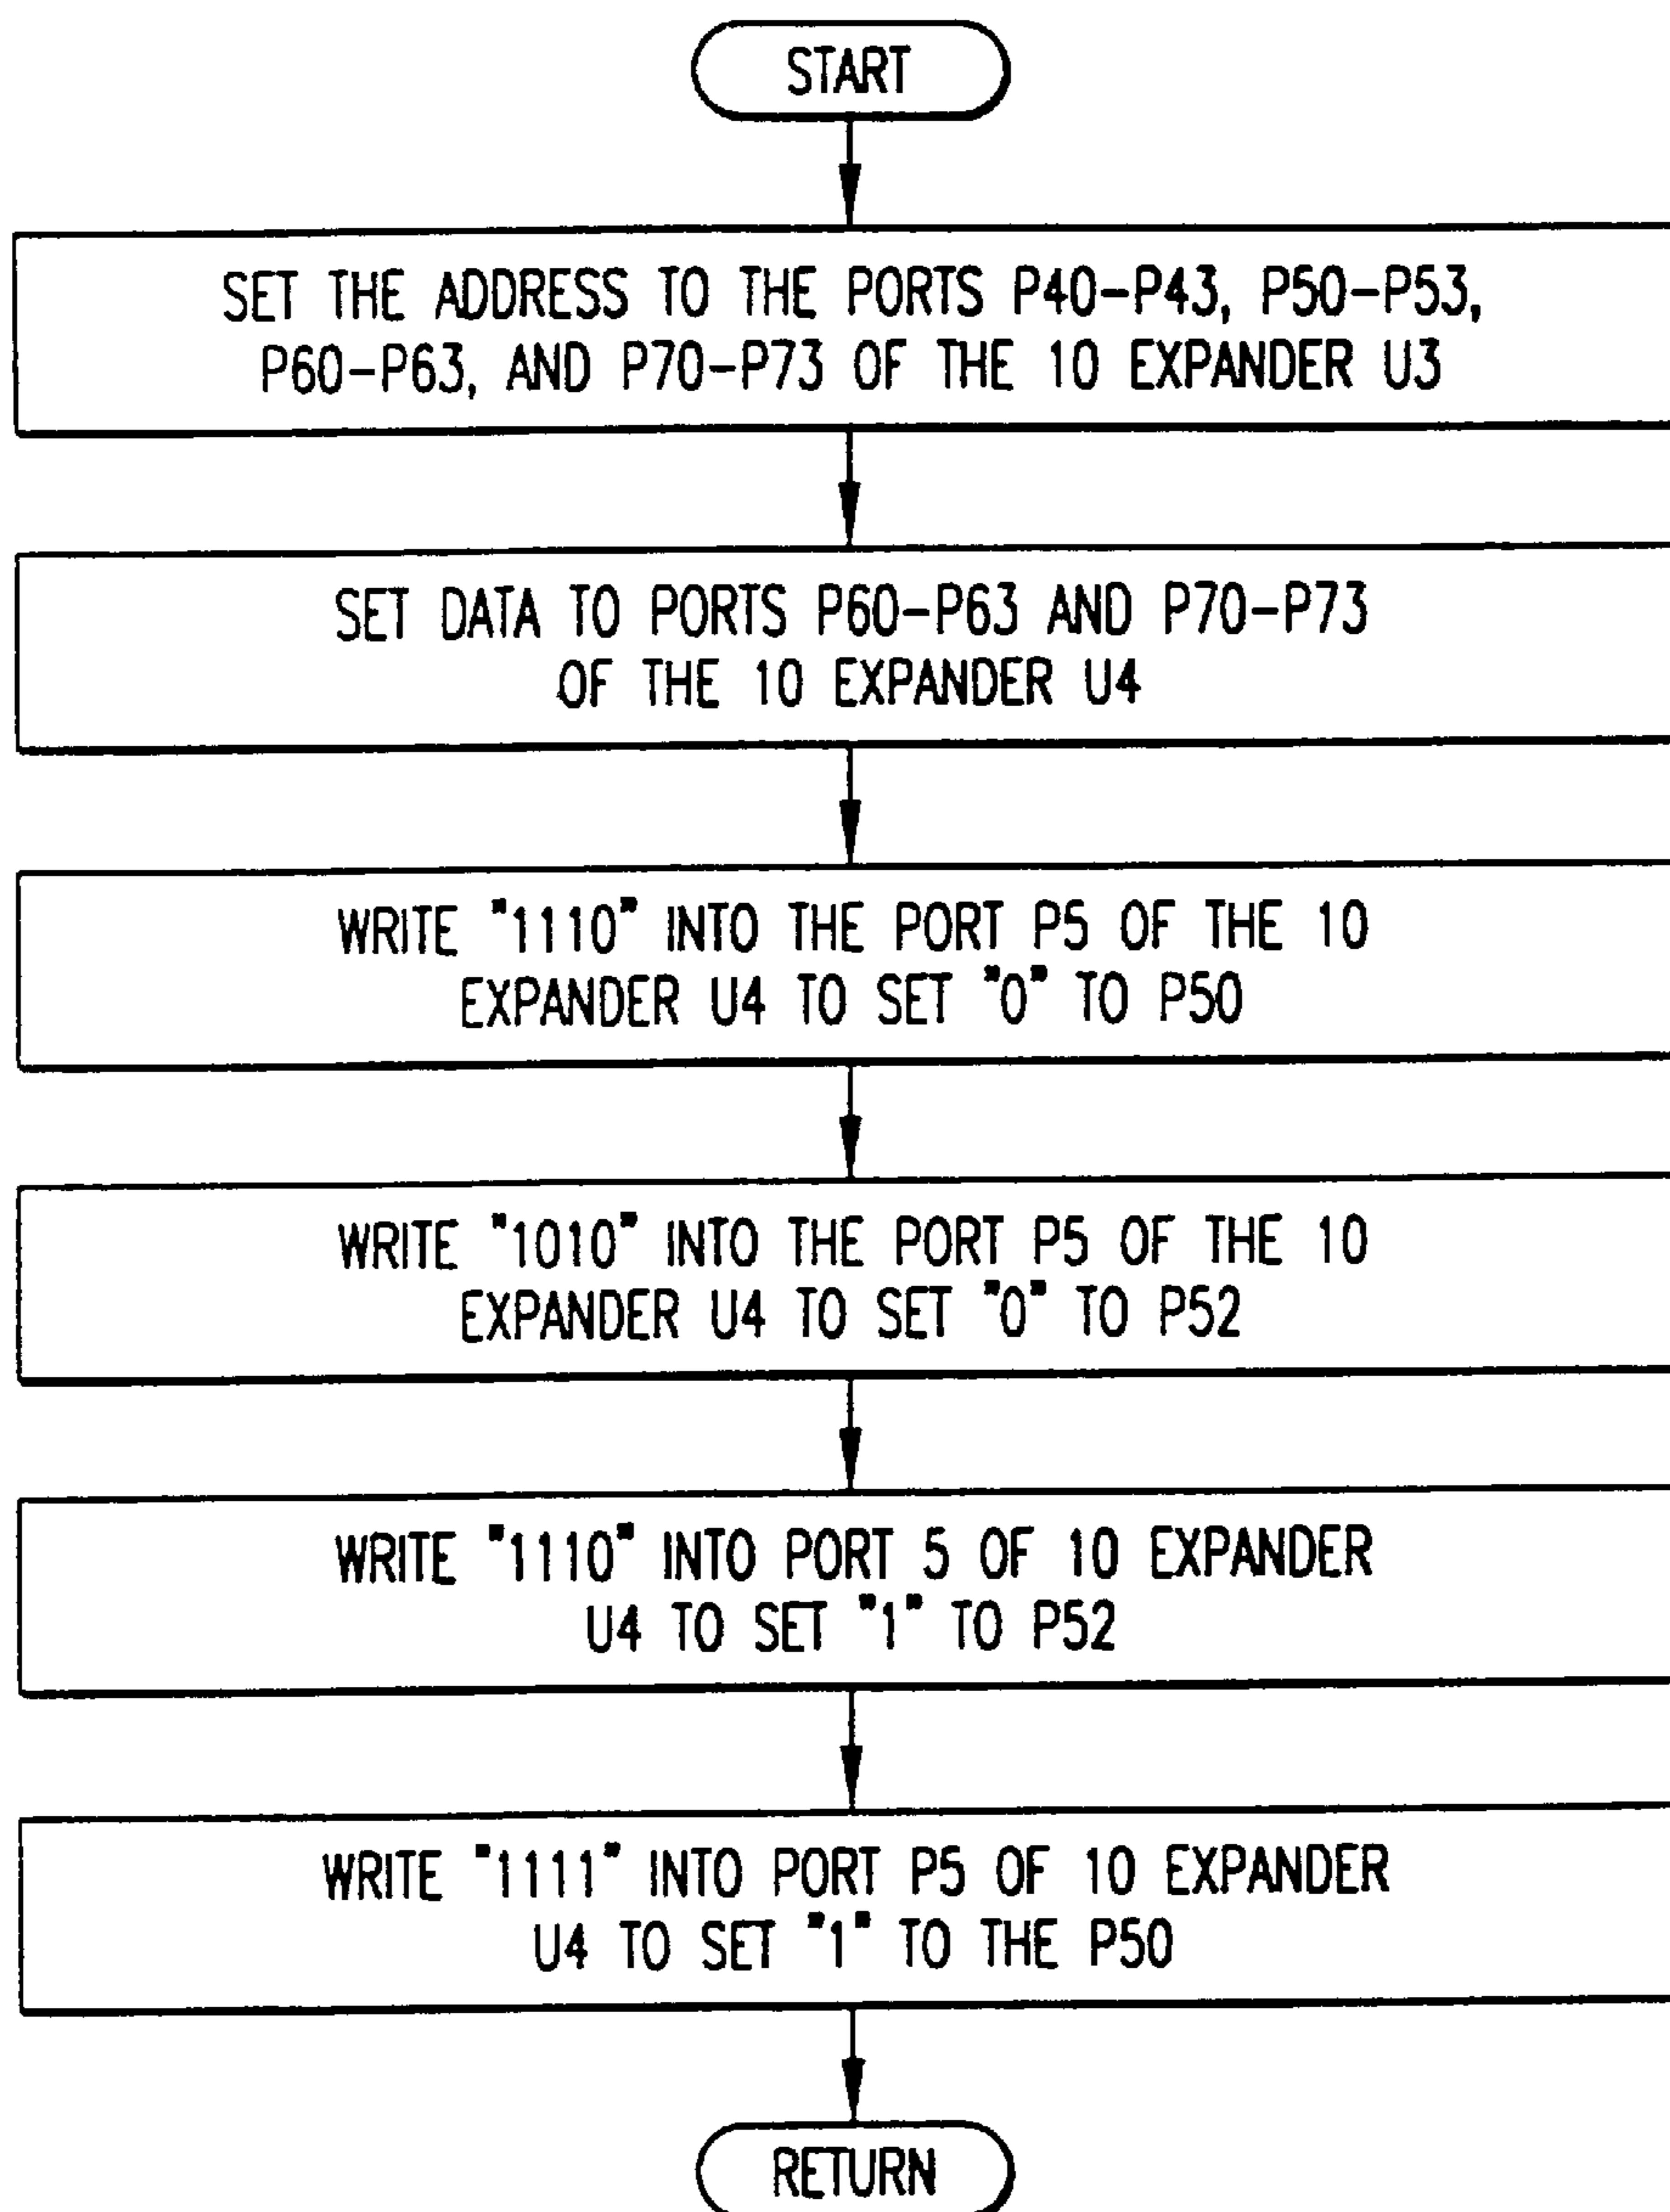 START
SET THE ADDRESS TO THE PORTS P40-P43, P50-P53,
P60-P63, AND P70-P73 OF THE 10 EXPANDER U3
SET DATA TO PORTS P60-P63 AND P70-P73
OF THE 10 EXPANDER U4
WRITE "1110" INTO THE PORT P5 OF THE 10
EXPANDER U4 TO SET "0" TO P50
WRITE "1010" INTO THE PORT P5 OF THE 10
EXPANDER U4 TO SET "0" TO P52
WRITE "1110" INTO PORT 5 OF 10 EXPANDER
U4 TO SET "1" TO P52
WRITE "1111" INTO PORT P5 OF 10 EXPANDER
U4 TO SET "1" TO THE P50
RETURN